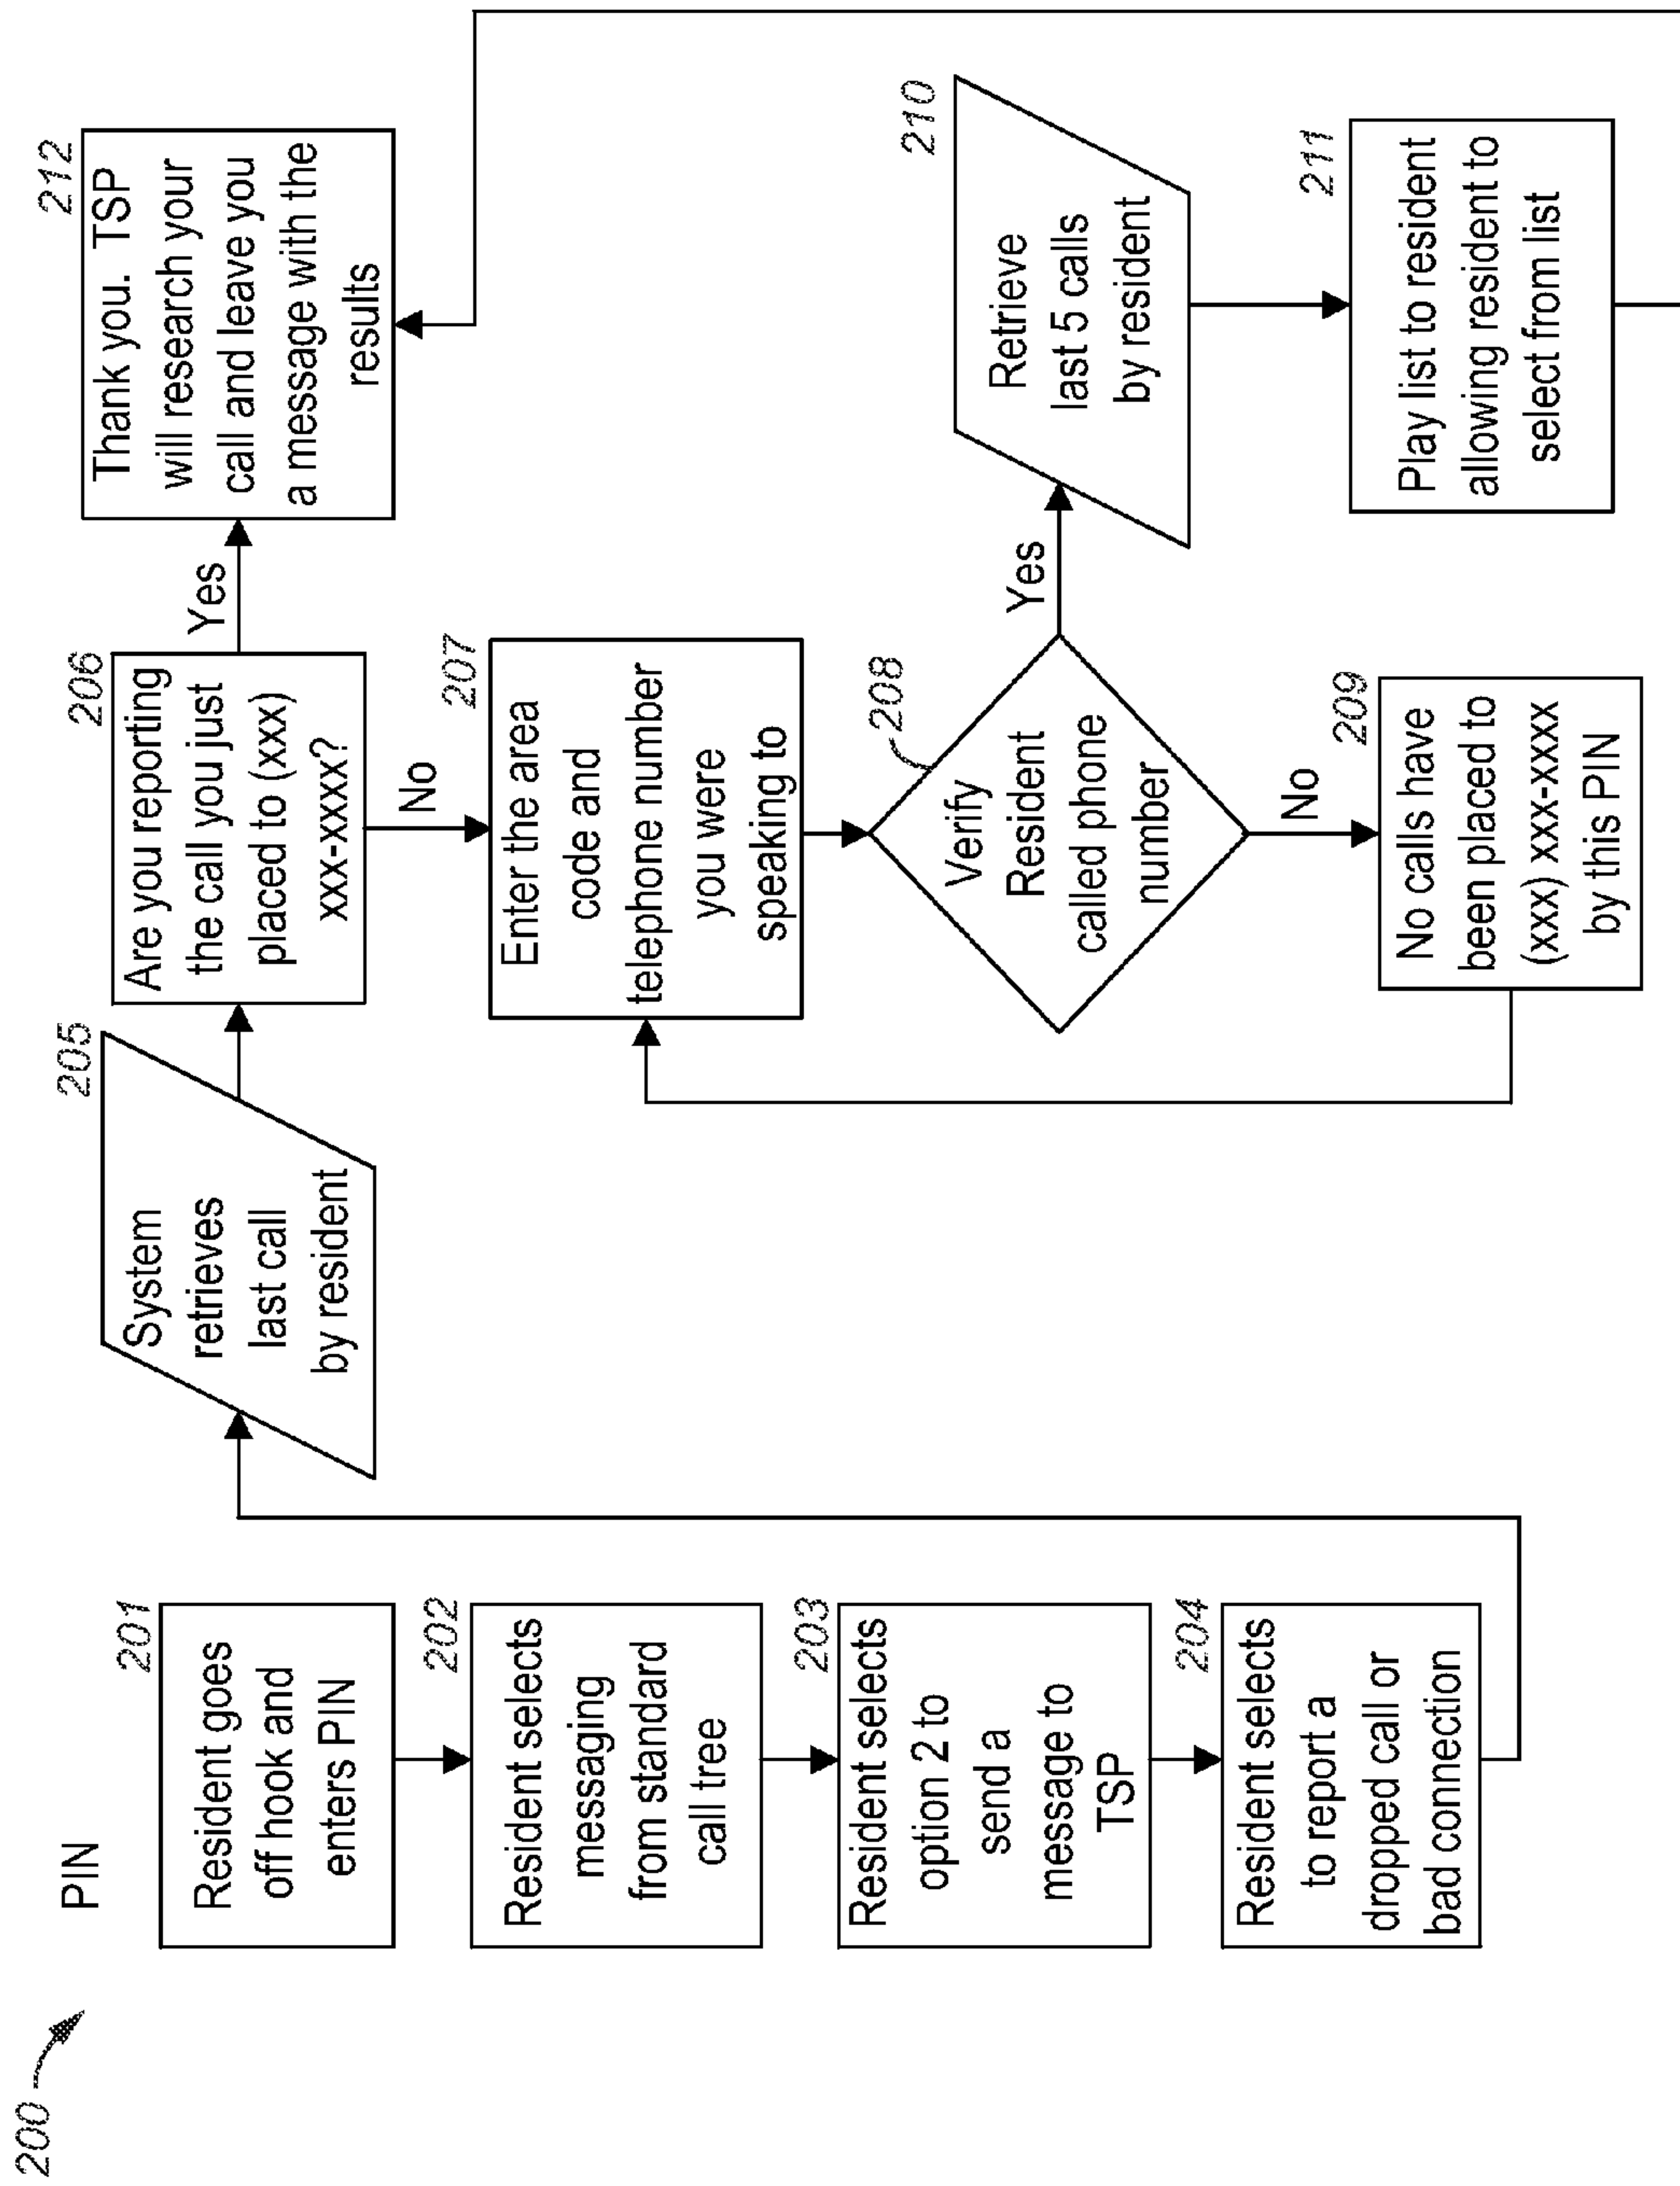 200
PIN
201
Resident goes
off hook and
enters PIN
202
Resident selects
messaging
from standard
call tree
203
Resident selects
option 2 to
send a
message to
TSP
204
Resident selects
to report a
dropped call or
bad connection
205
System
retrieves
last call
by resident
206
Are you reporting
the call you just
placed to (xxx)
xxx-xxxx?
Yes
No
207
Enter the area
code and
telephone number
you were
speaking to
208
Verify
Resident
called phone
number
Yes
No
209
No calls have
been placed to
(xxx) xxx-xxxx
by this PIN
210
Retrieve
last 5 calls
by resident
211
Play list to resident
allowing resident to
select from list
212
Thank you. TSP
will research your
call and leave you
a message with the
results